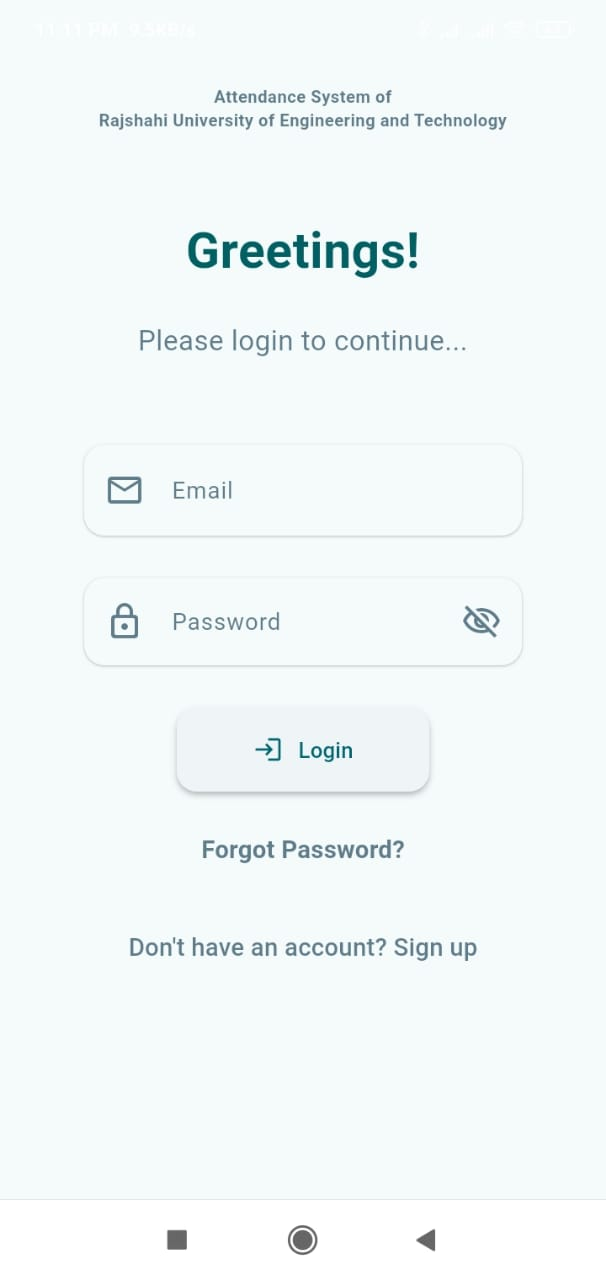 11:11 PM 9.5KB/s
Attendance System of
Rajshahi University of Engineering and Technology
Greetings!
Please login to continue...
Email
Password
Login
Forgot Password?
Don't have an account? Sign up